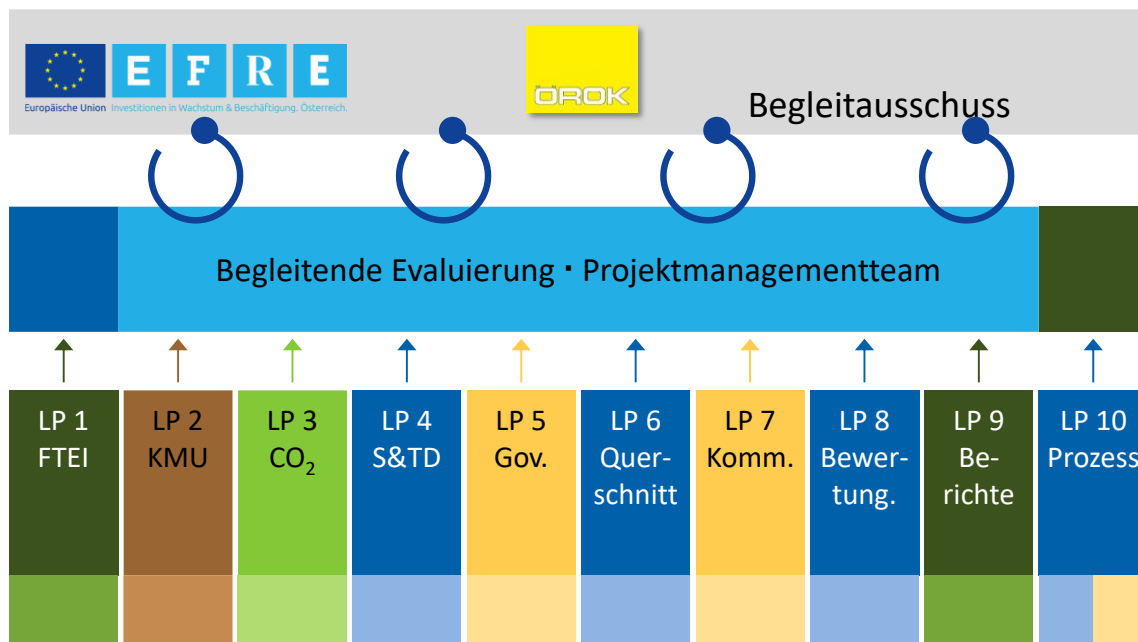 E F R E
Europäische Union Investitionen in Wachstum & Beschäftigung. Österreich.
ÖROK
Begleitausschuss
Begleitende Evaluierung · Projektmanagementteam
LP 1
FTEI
LP 2
KMU
LP 3
CO₂
LP 4
S&TD
LP 5
Gov.
LP 6
Quer-
schnitt
LP 7
Komm.
LP 8
Bewer-
tung.
LP 9
Be-
richte
LP 10
Prozess